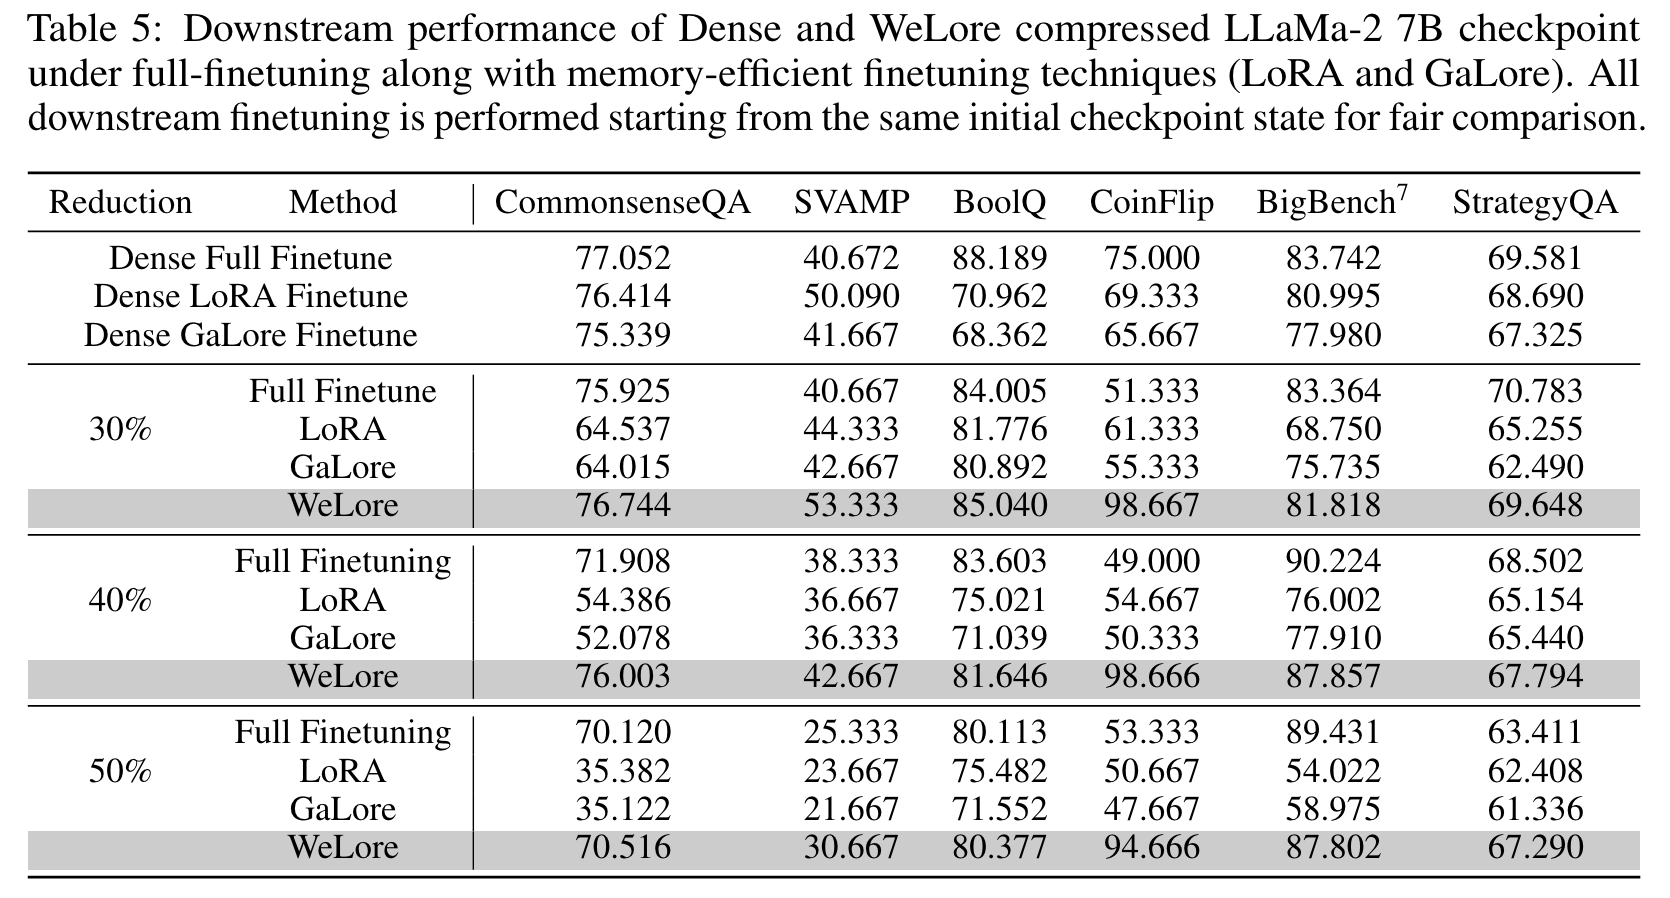 Table 5: Downstream performance of Dense and WeLore compressed LLaMa-2 7B checkpoint
under full-finetuning along with memory-efficient finetuning techniques (LoRA and GaLore). All
downstream finetuning is performed starting from the same initial checkpoint state for fair comparison.
Reduction Method CommonsenseQA SVAMP BoolQ CoinFlip BigBench⁷ StrategyQA
Dense Full Finetune 77.052 40.672 88.189 75.000 83.742 69.581
Dense LoRA Finetune 76.414 50.090 70.962 69.333 80.995 68.690
Dense GaLore Finetune 75.339 41.667 68.362 65.667 77.980 67.325
Full Finetune 75.925 40.667 84.005 51.333 83.364 70.783
30% LoRA 64.537 44.333 81.776 61.333 68.750 65.255
GaLore 64.015 42.667 80.892 55.333 75.735 62.490
WeLore 76.744 53.333 85.040 98.667 81.818 69.648
Full Finetuning 71.908 38.333 83.603 49.000 90.224 68.502
40% LoRA 54.386 36.667 75.021 54.667 76.002 65.154
GaLore 52.078 36.333 71.039 50.333 77.910 65.440
WeLore 76.003 42.667 81.646 98.666 87.857 67.794
Full Finetuning 70.120 25.333 80.113 53.333 89.431 63.411
50% LoRA 35.382 23.667 75.482 50.667 54.022 62.408
GaLore 35.122 21.667 71.552 47.667 58.975 61.336
WeLore 70.516 30.667 80.377 94.666 87.802 67.290